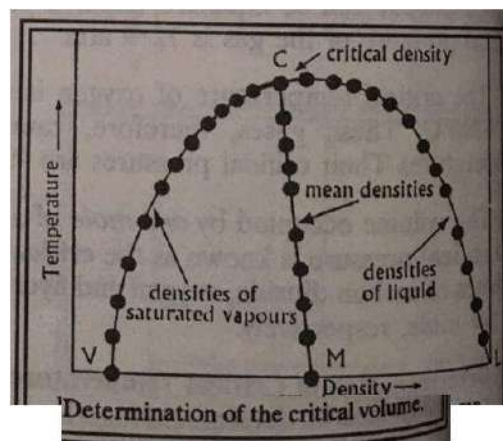 C
critical density
Temperature
mean densities
densities of
saturated vapours
densities
of liquid
V
M
L
Density
Determination of the critical volume.